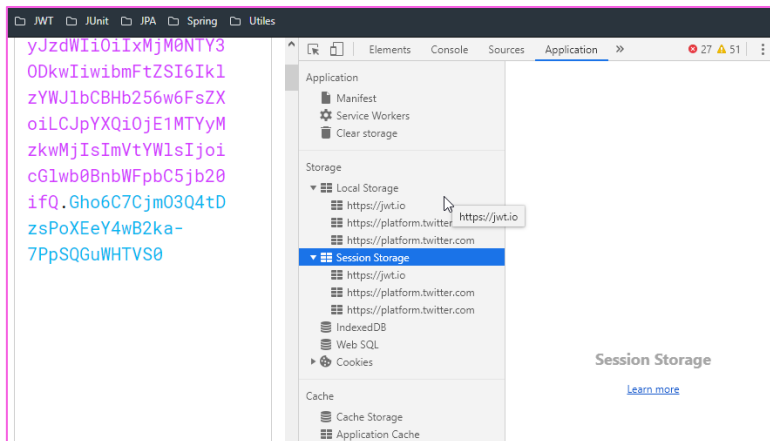 JWT JUnit JPA Spring Utiles
yJzdWIiOiIxMjM0NTY3
ODkwIiwibmFtZSI6Ikl
zYWJlbCBHb256w6FsZX
oiLCJpYXQiOjE1MTYyM
zkwMjIsImVtYWlsIjoi
cGlwb0BnbWFpbC5jb20
ifQ.Gho6C7CjmO3Q4tD
zsPoXEeY4wB2ka-
7PpSQGuWHTVS0
Elements Console Sources Application » 27 51
Application
Manifest
Service Workers
Clear storage
Storage
Local Storage
https://jwt.io
https://platform.twitter
https://platform.twitter.com
https://jwt.io
Session Storage
https://jwt.io
https://platform.twitter.com
https://platform.twitter.com
IndexedDB
Web SQL
Cookies
Cache
Cache Storage
Application Cache
Session Storage
Learn more